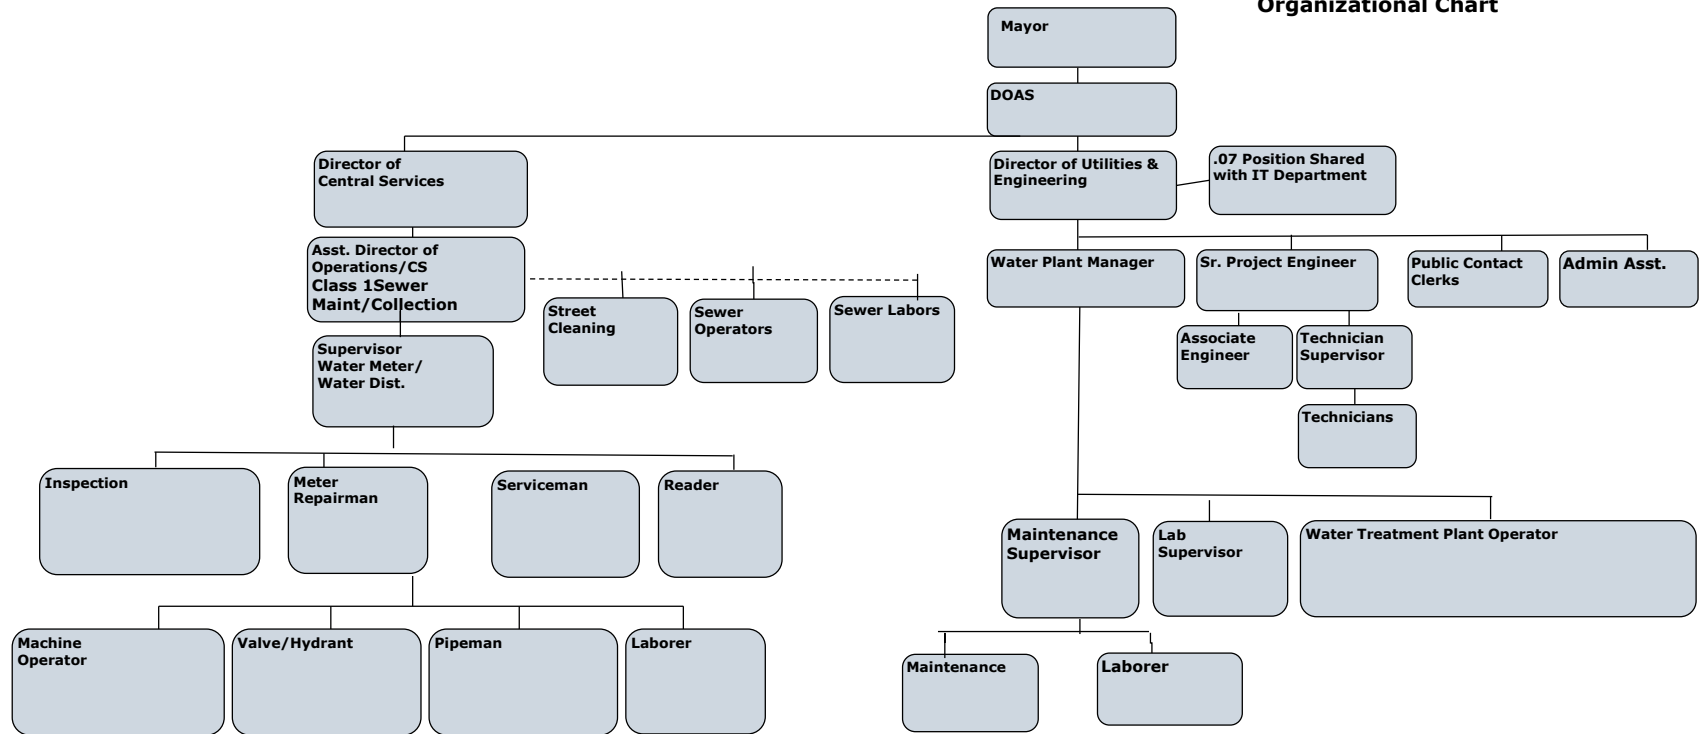 Organizational Chart
Mayor
DOAS
Director of
Central Services
Director of Utilities &
Engineering
.07 Position Shared
with IT Department
Asst. Director of
Operations/CS
Class 1Sewer
Maint/Collection
Street
Cleaning
Sewer
Operators
Sewer Labors
Water Plant Manager
Sr. Project Engineer
Public Contact
Clerks
Admin Asst.
Supervisor
Water Meter/
Water Dist.
Associate
Engineer
Technician
Supervisor
Technicians
Inspection
Meter
Repairman
Serviceman
Reader
Maintenance
Supervisor
Lab
Supervisor
Water Treatment Plant Operator
Machine
Operator
Valve/Hydrant
Pipeman
Laborer
Maintenance
Laborer